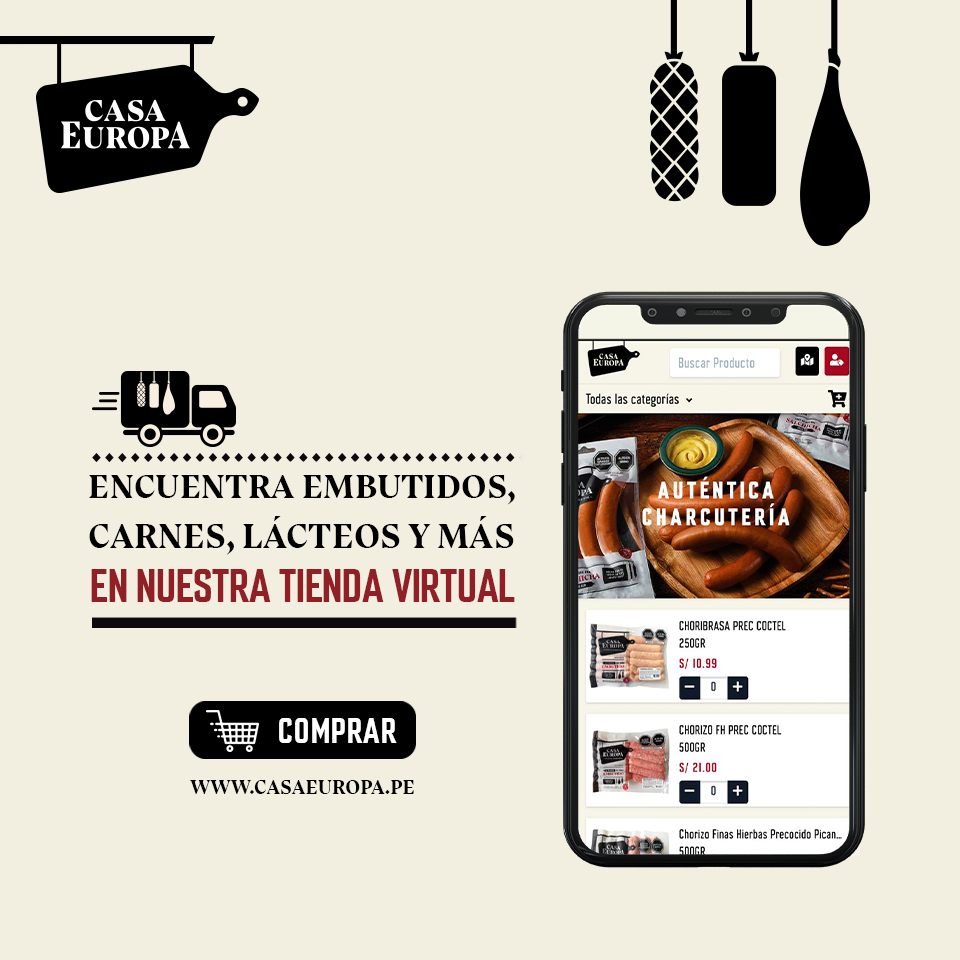 CASA
EUROPA
ENCUENTRA EMBUTIDOS,
CARNES, LÁCTEOS Y MÁS
EN NUESTRA TIENDA VIRTUAL
COMPRAR
WWW.CASAEUROPA.PE
CASA
EUROPA
Buscar Producto
Todas las categorías
AUTÉNTICA
CHARCUTERÍA
CHORIBRASA PREC COCTEL
250GR
S/ 10.99
0
CHORIZO FH PREC COCTEL
500GR
S/ 21.00
0
Chorizo Finas Hierbas Precocido Pican...
500GR